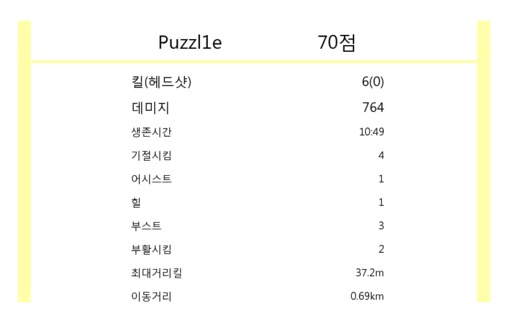 Puzzl1e 70점
킬(헤드샷) 6(0)
데미지 764
생존시간 10:49
기절시킴 4
어시스트 1
힐 1
부스트 3
부활시킴 2
최대거리킬 37.2m
이동거리 0.69km